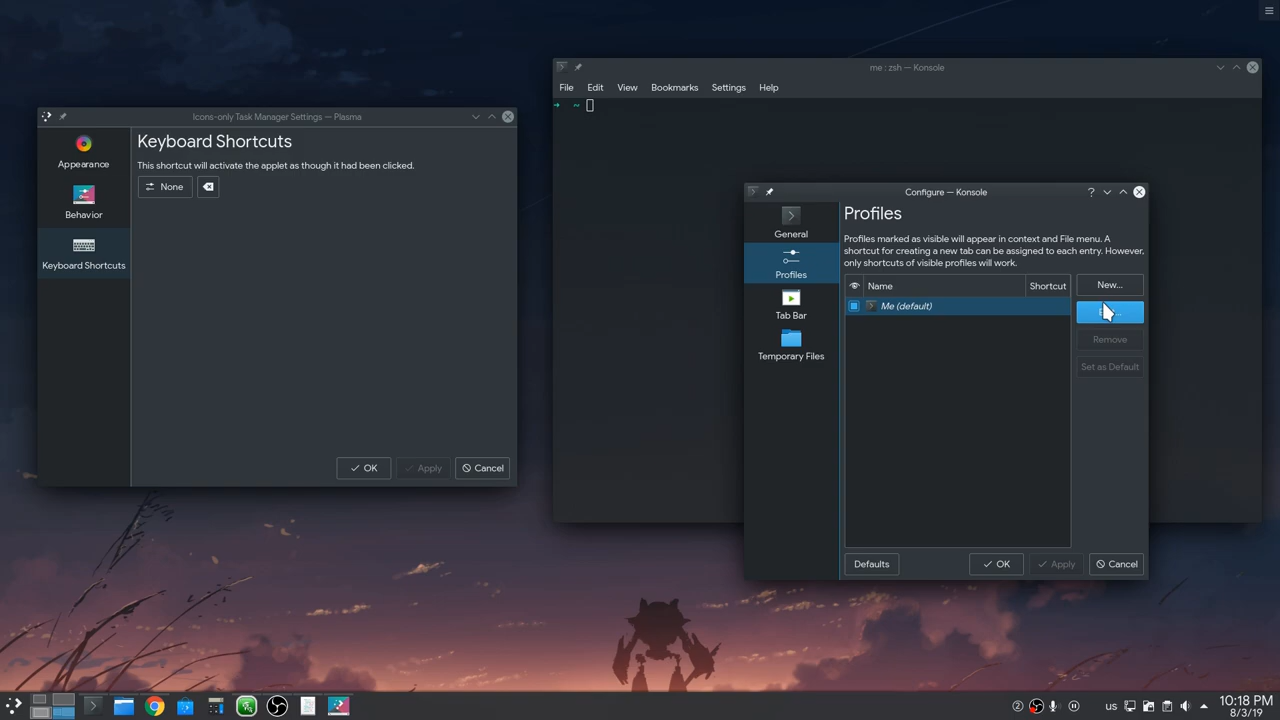 Icons-only Task Manager Settings — Plasma
Appearance
Behavior
Keyboard Shortcuts
Keyboard Shortcuts
This shortcut will activate the applet as though it had been clicked.
None
OK
Apply
Cancel
me : zsh — Konsole
File Edit View Bookmarks Settings Help
➜ ~
Configure — Konsole
?
General
Profiles
Tab Bar
Temporary Files
Profiles
Profiles marked as visible will appear in context and File menu. A
shortcut for creating a new tab can be assigned to each entry. However,
only shortcuts of visible profiles will work.
Name Shortcut
Me (default)
New...
Remove
Set as Default
Defaults
OK
Apply
Cancel
2
us
10:18 PM
8/3/19